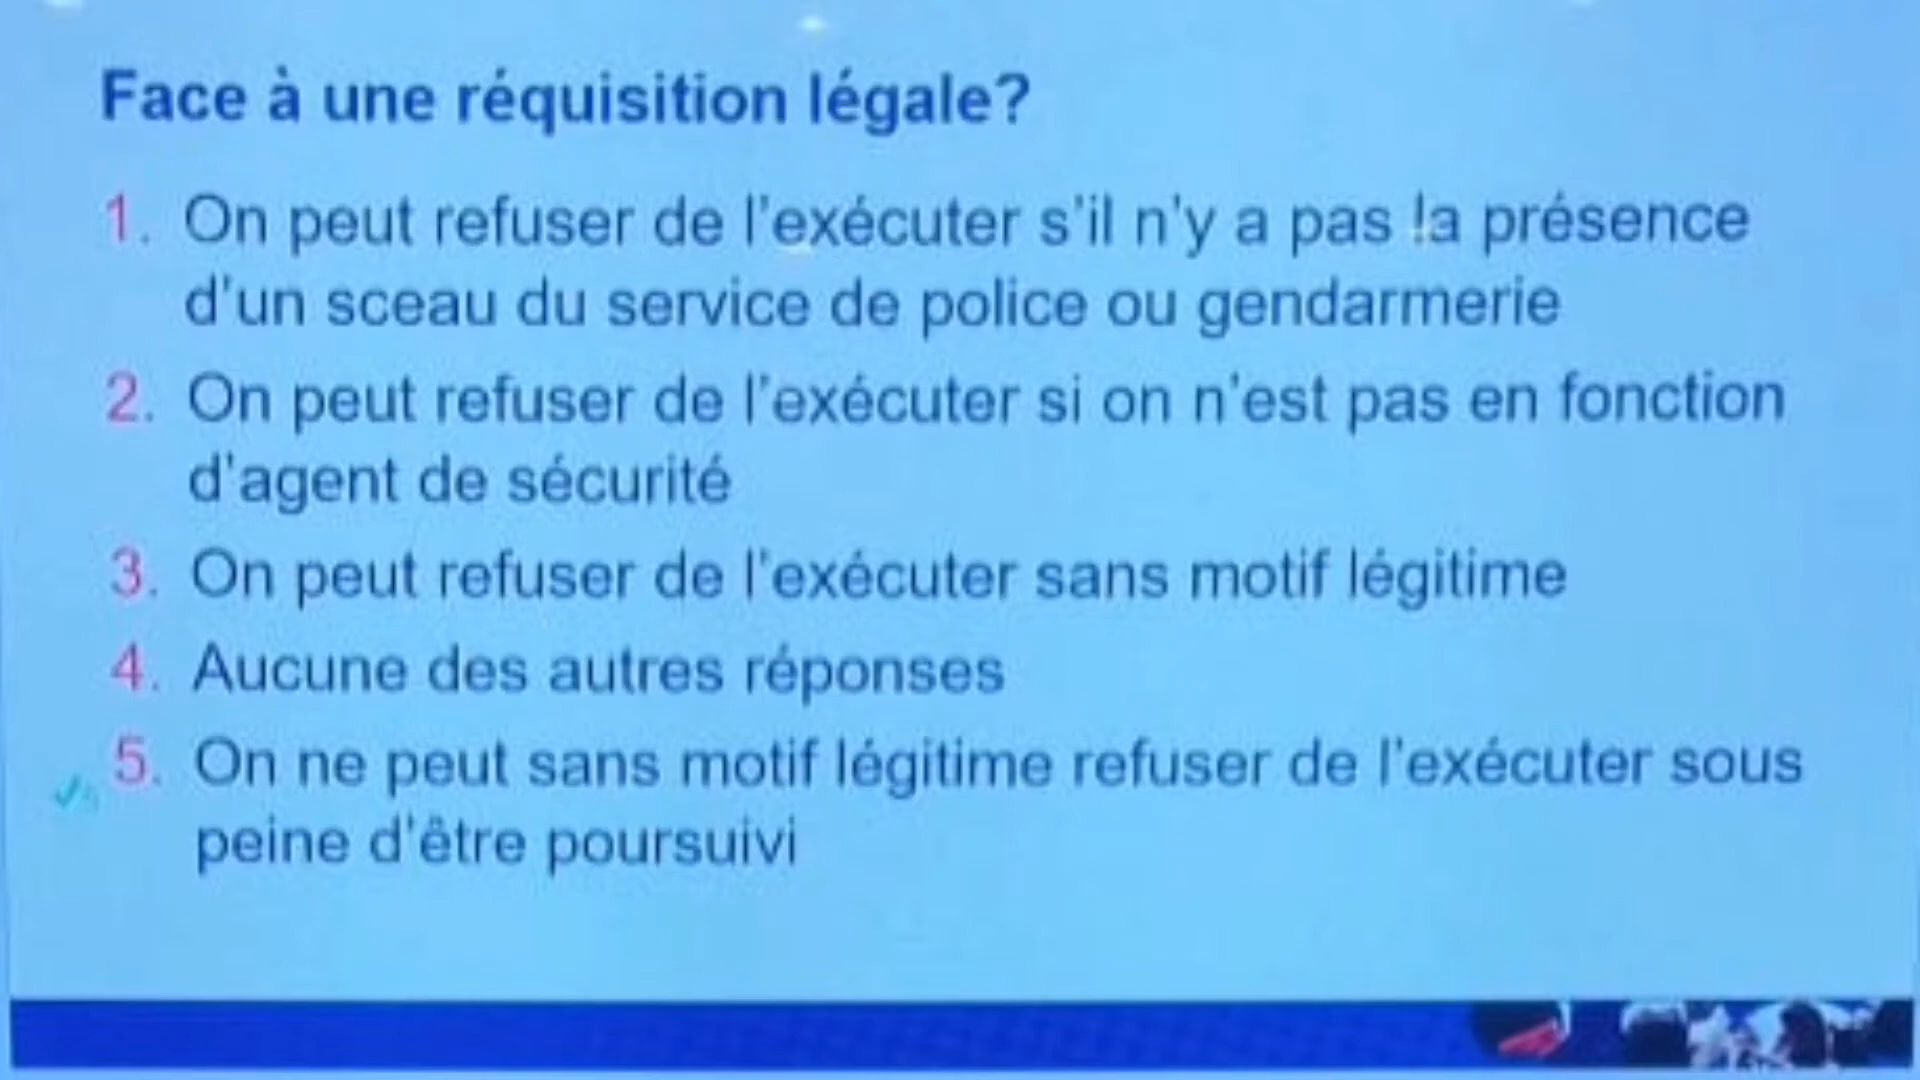 Face à une réquisition légale?
1. On peut refuser de l'exécuter s'il n'y a pas la présence
d'un sceau du service de police ou gendarmerie
2. On peut refuser de l'exécuter si on n'est pas en fonction
d'agent de sécurité
3. On peut refuser de l'exécuter sans motif légitime
4. Aucune des autres réponses
5. On ne peut sans motif légitime refuser de l'exécuter sous
peine d'être poursuivi